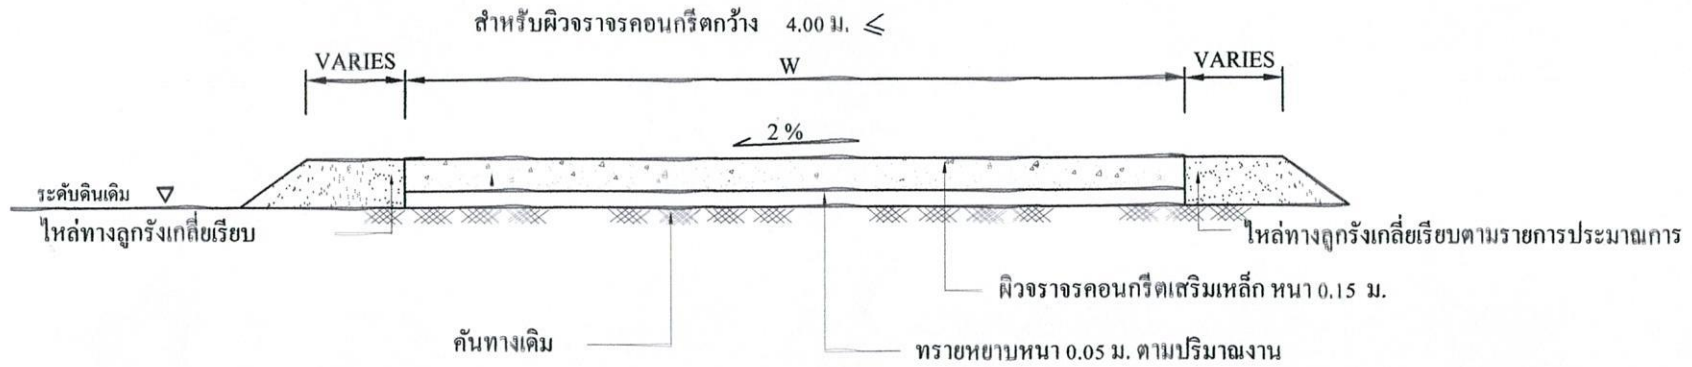 สำหรับผิวจราจรคอนกรีตกว้าง 4.00 ม. ≤
VARIES W VARIES
2 %
ระดับดินเดิม
ไหล่ทางลูกรังเกลี่ยเรียบ
ไหล่ทางลูกรังเกลี่ยเรียบตามรายการประมาณการ
ผิวจราจรคอนกรีตเสริมเหล็ก หนา 0.15 ม.
คันทางเดิม
ทรายหยาบหนา 0.05 ม. ตามปริมาณงาน